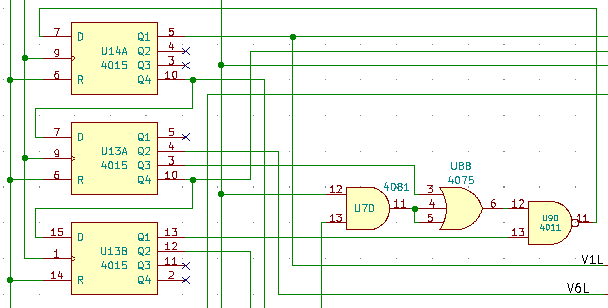 7 D Q1 5
U14A Q2 4
9 4015 Q3 3
6 R Q4 10
7 D Q1 5
U13A Q2 4
9 4015 Q3 3
6 R Q4 10
15 D Q1 13
U13B Q2 12
1 4015 Q3 11
14 R Q4 2
4081
12
U7D 11
13
U8B
4075
3
4 6
5
12
U9D 11
4011
13
V1L
V6L